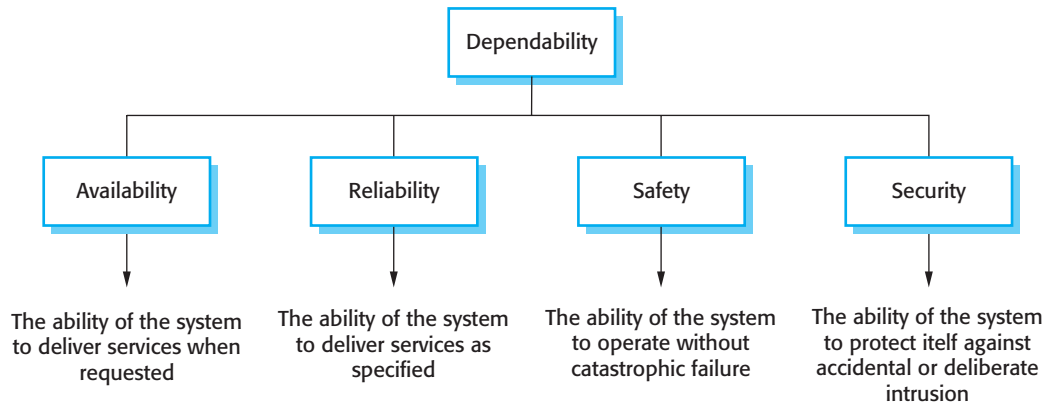 Dependability
Availability
Reliability
Safety
Security
The ability of the system
to deliver services when
requested
The ability of the system
to deliver services as
specified
The ability of the system
to operate without
catastrophic failure
The ability of the system
to protect itelf against
accidental or deliberate
intrusion